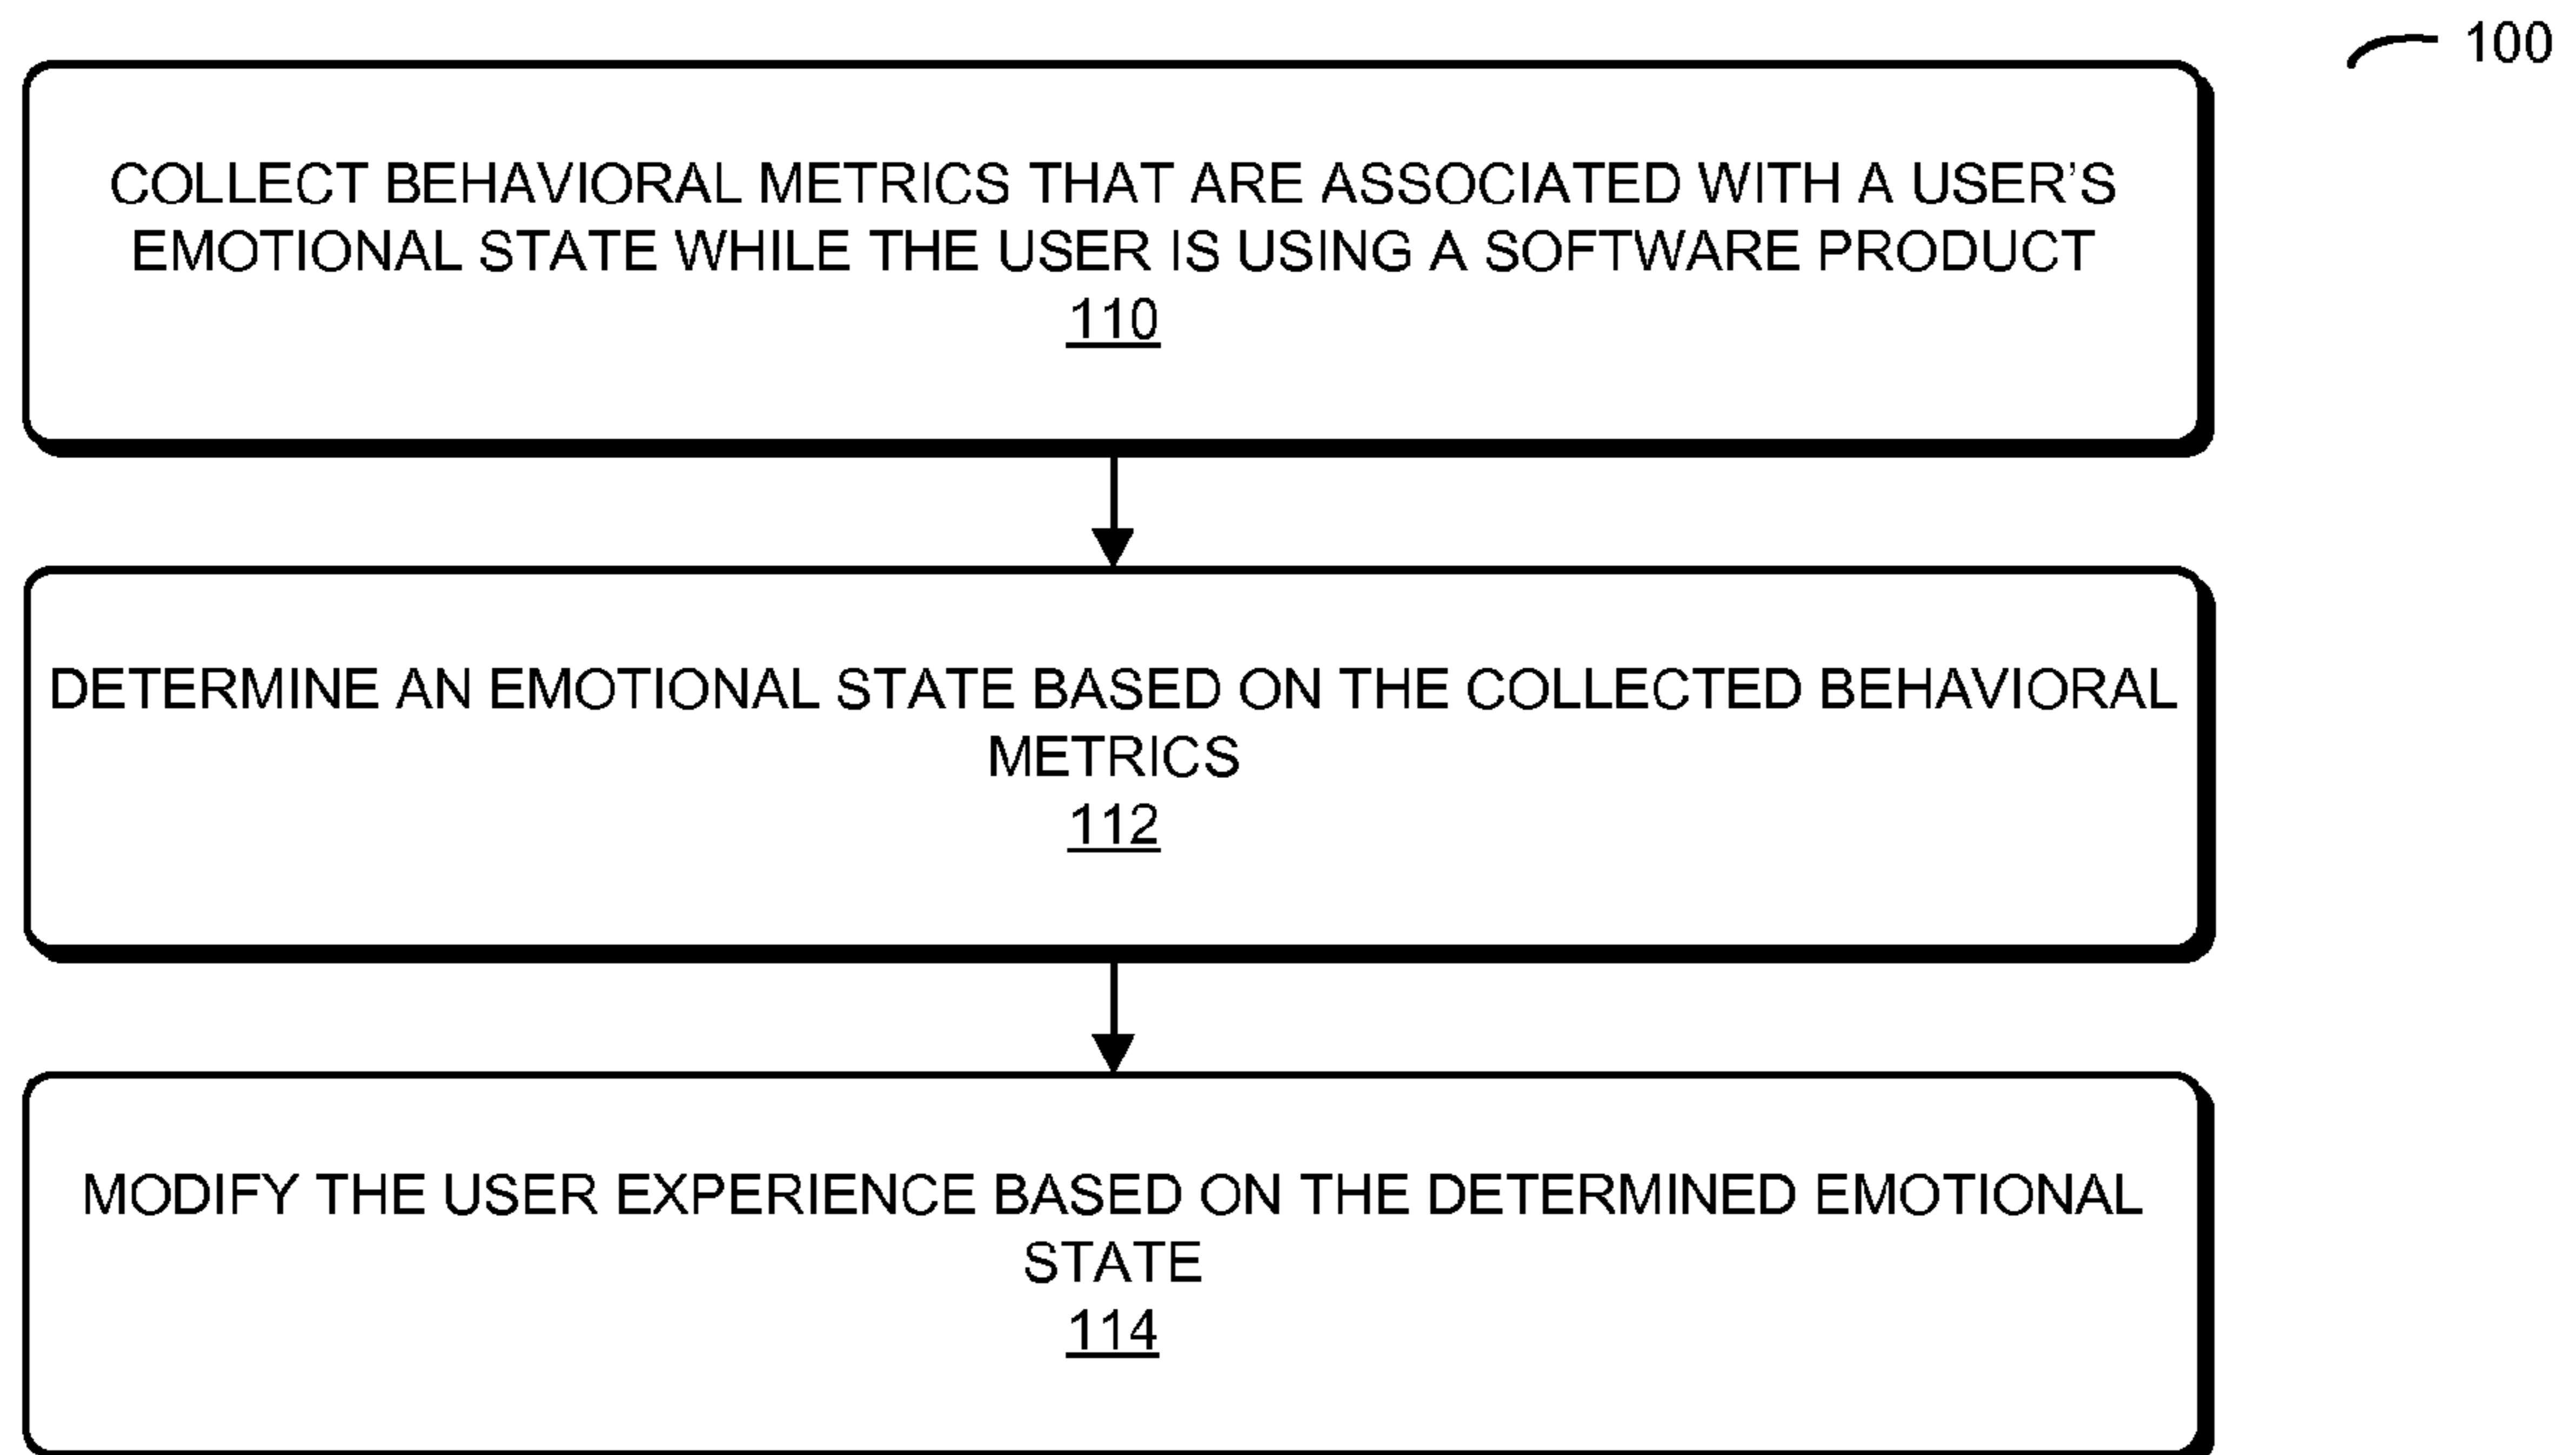 100
COLLECT BEHAVIORAL METRICS THAT ARE ASSOCIATED WITH A USER'S
EMOTIONAL STATE WHILE THE USER IS USING A SOFTWARE PRODUCT
110
DETERMINE AN EMOTIONAL STATE BASED ON THE COLLECTED BEHAVIORAL
METRICS
112
MODIFY THE USER EXPERIENCE BASED ON THE DETERMINED EMOTIONAL
STATE
114